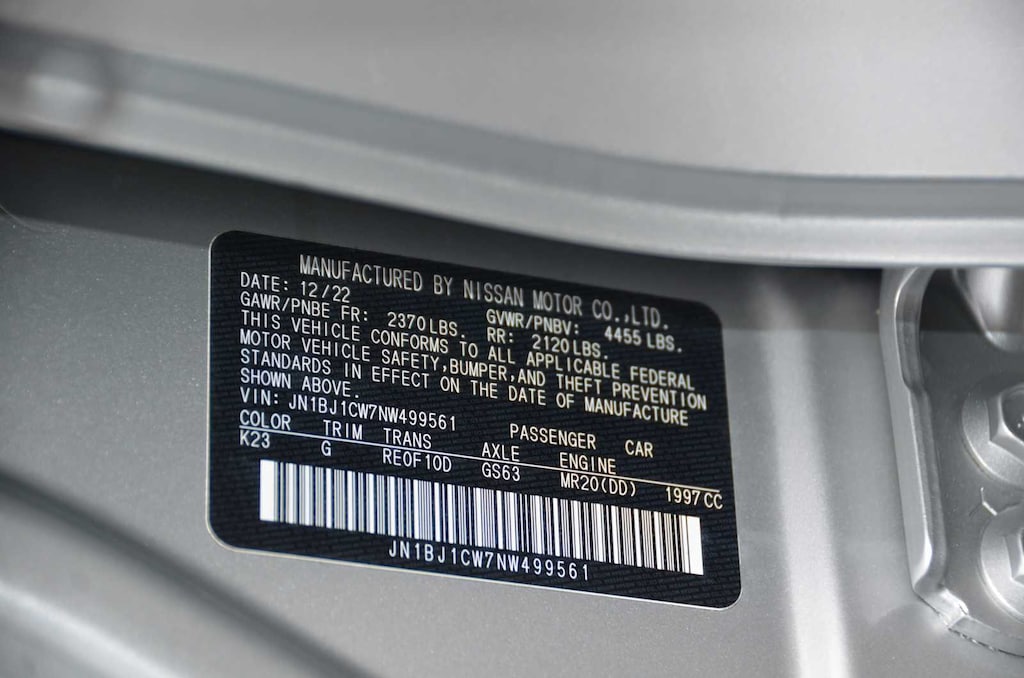 MANUFACTURED BY NISSAN MOTOR CO.,LTD.
DATE: 12/22 GVWR/PNBV: 4455 LBS.
GAWR/PNBE FR: 2370LBS. RR: 2120LBS.
THIS VEHICLE CONFORMS TO ALL APPLICABLE FEDERAL
MOTOR VEHICLE SAFETY,BUMPER,AND THEFT PREVENTION
STANDARDS IN EFFECT ON THE DATE OF MANUFACTURE
SHOWN ABOVE.
VIN: JN1BJ1CW7NW499561 PASSENGER CAR
COLOR TRIM TRANS AXLE ENGINE
K23 G REOF10D GS63 MR20(DD) 1997CC
JN1BJ1CW7NW499561